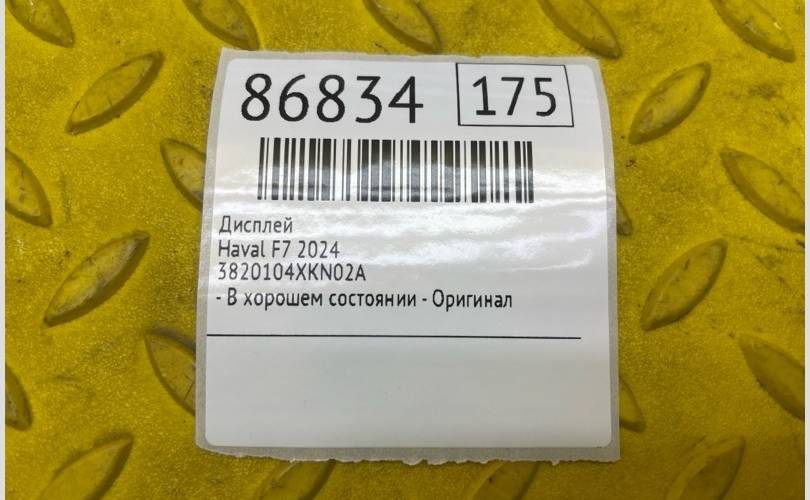 86834 175
Дисплей
Haval F7 2024
3820104XKN02A
- В хорошем состоянии - Оригинал